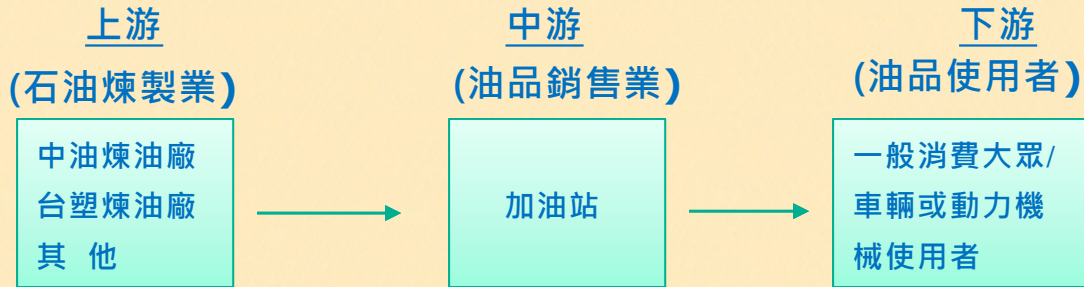 上游
(石油煉製業)
中油煉油廠
台塑煉油廠
其 他
中游
(油品銷售業)
加油站
下游
(油品使用者)
一般消費大眾/
車輛或動力機
械使用者